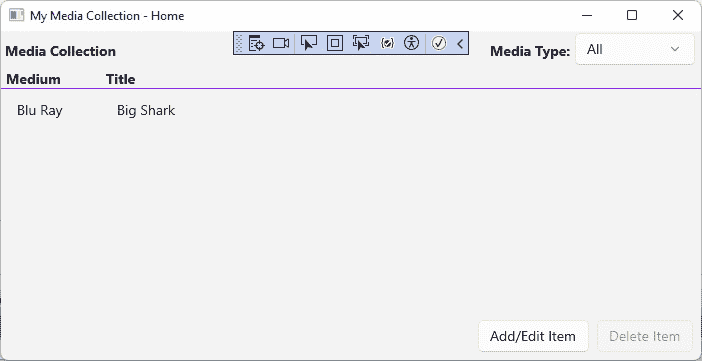 My Media Collection - Home
Media Collection
Media Type: All
Medium Title
Blu Ray Big Shark
Add/Edit Item Delete Item